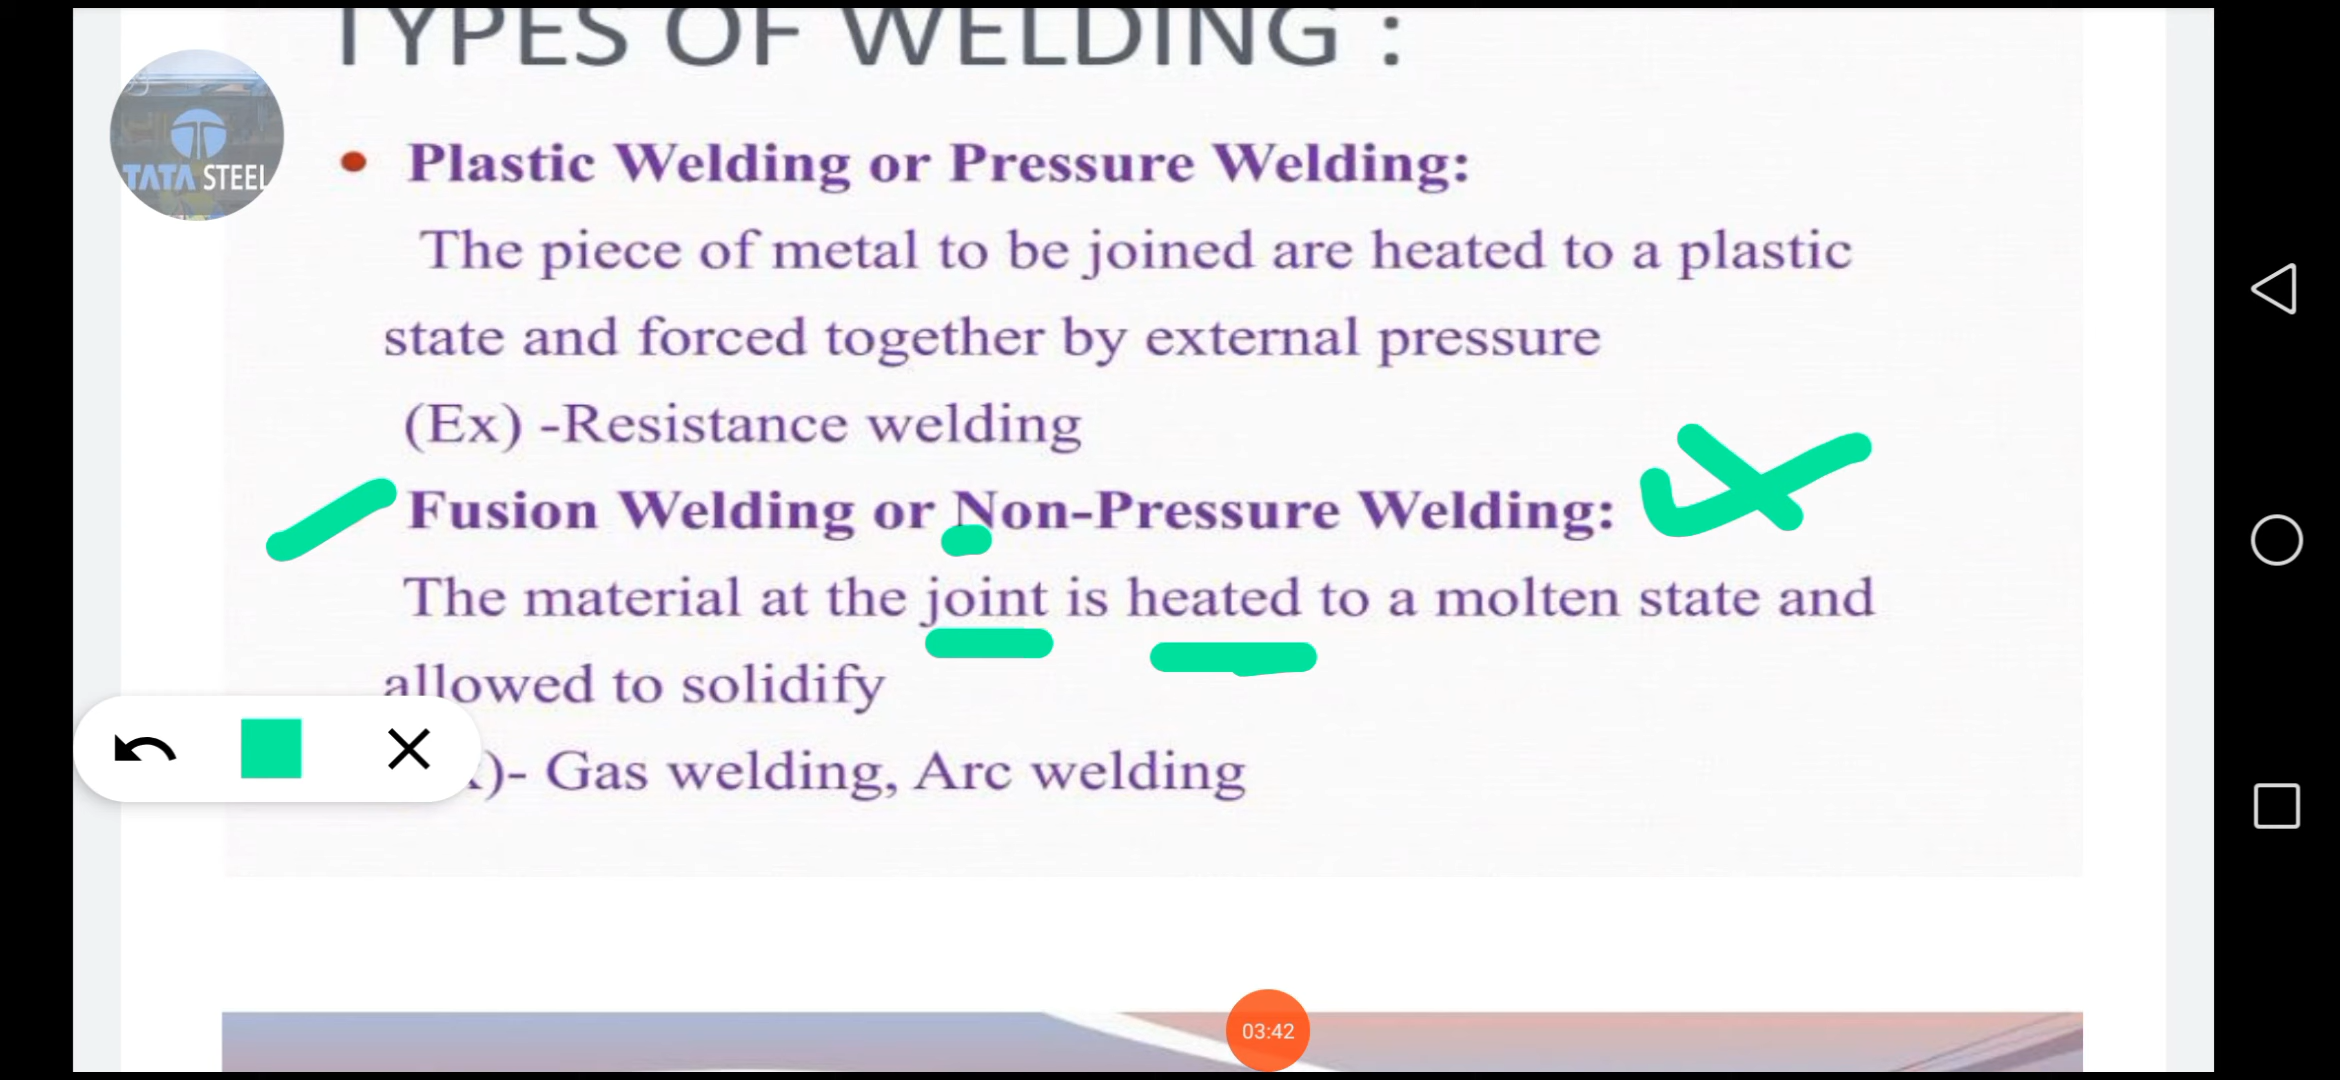 TYPES OF WELDING :
TATA STEEL
• Plastic Welding or Pressure Welding:
The piece of metal to be joined are heated to a plastic
state and forced together by external pressure
(Ex) -Resistance welding
Fusion Welding or Non-Pressure Welding:
The material at the joint is heated to a molten state and
allowed to solidify
)- Gas welding, Arc welding
03:42